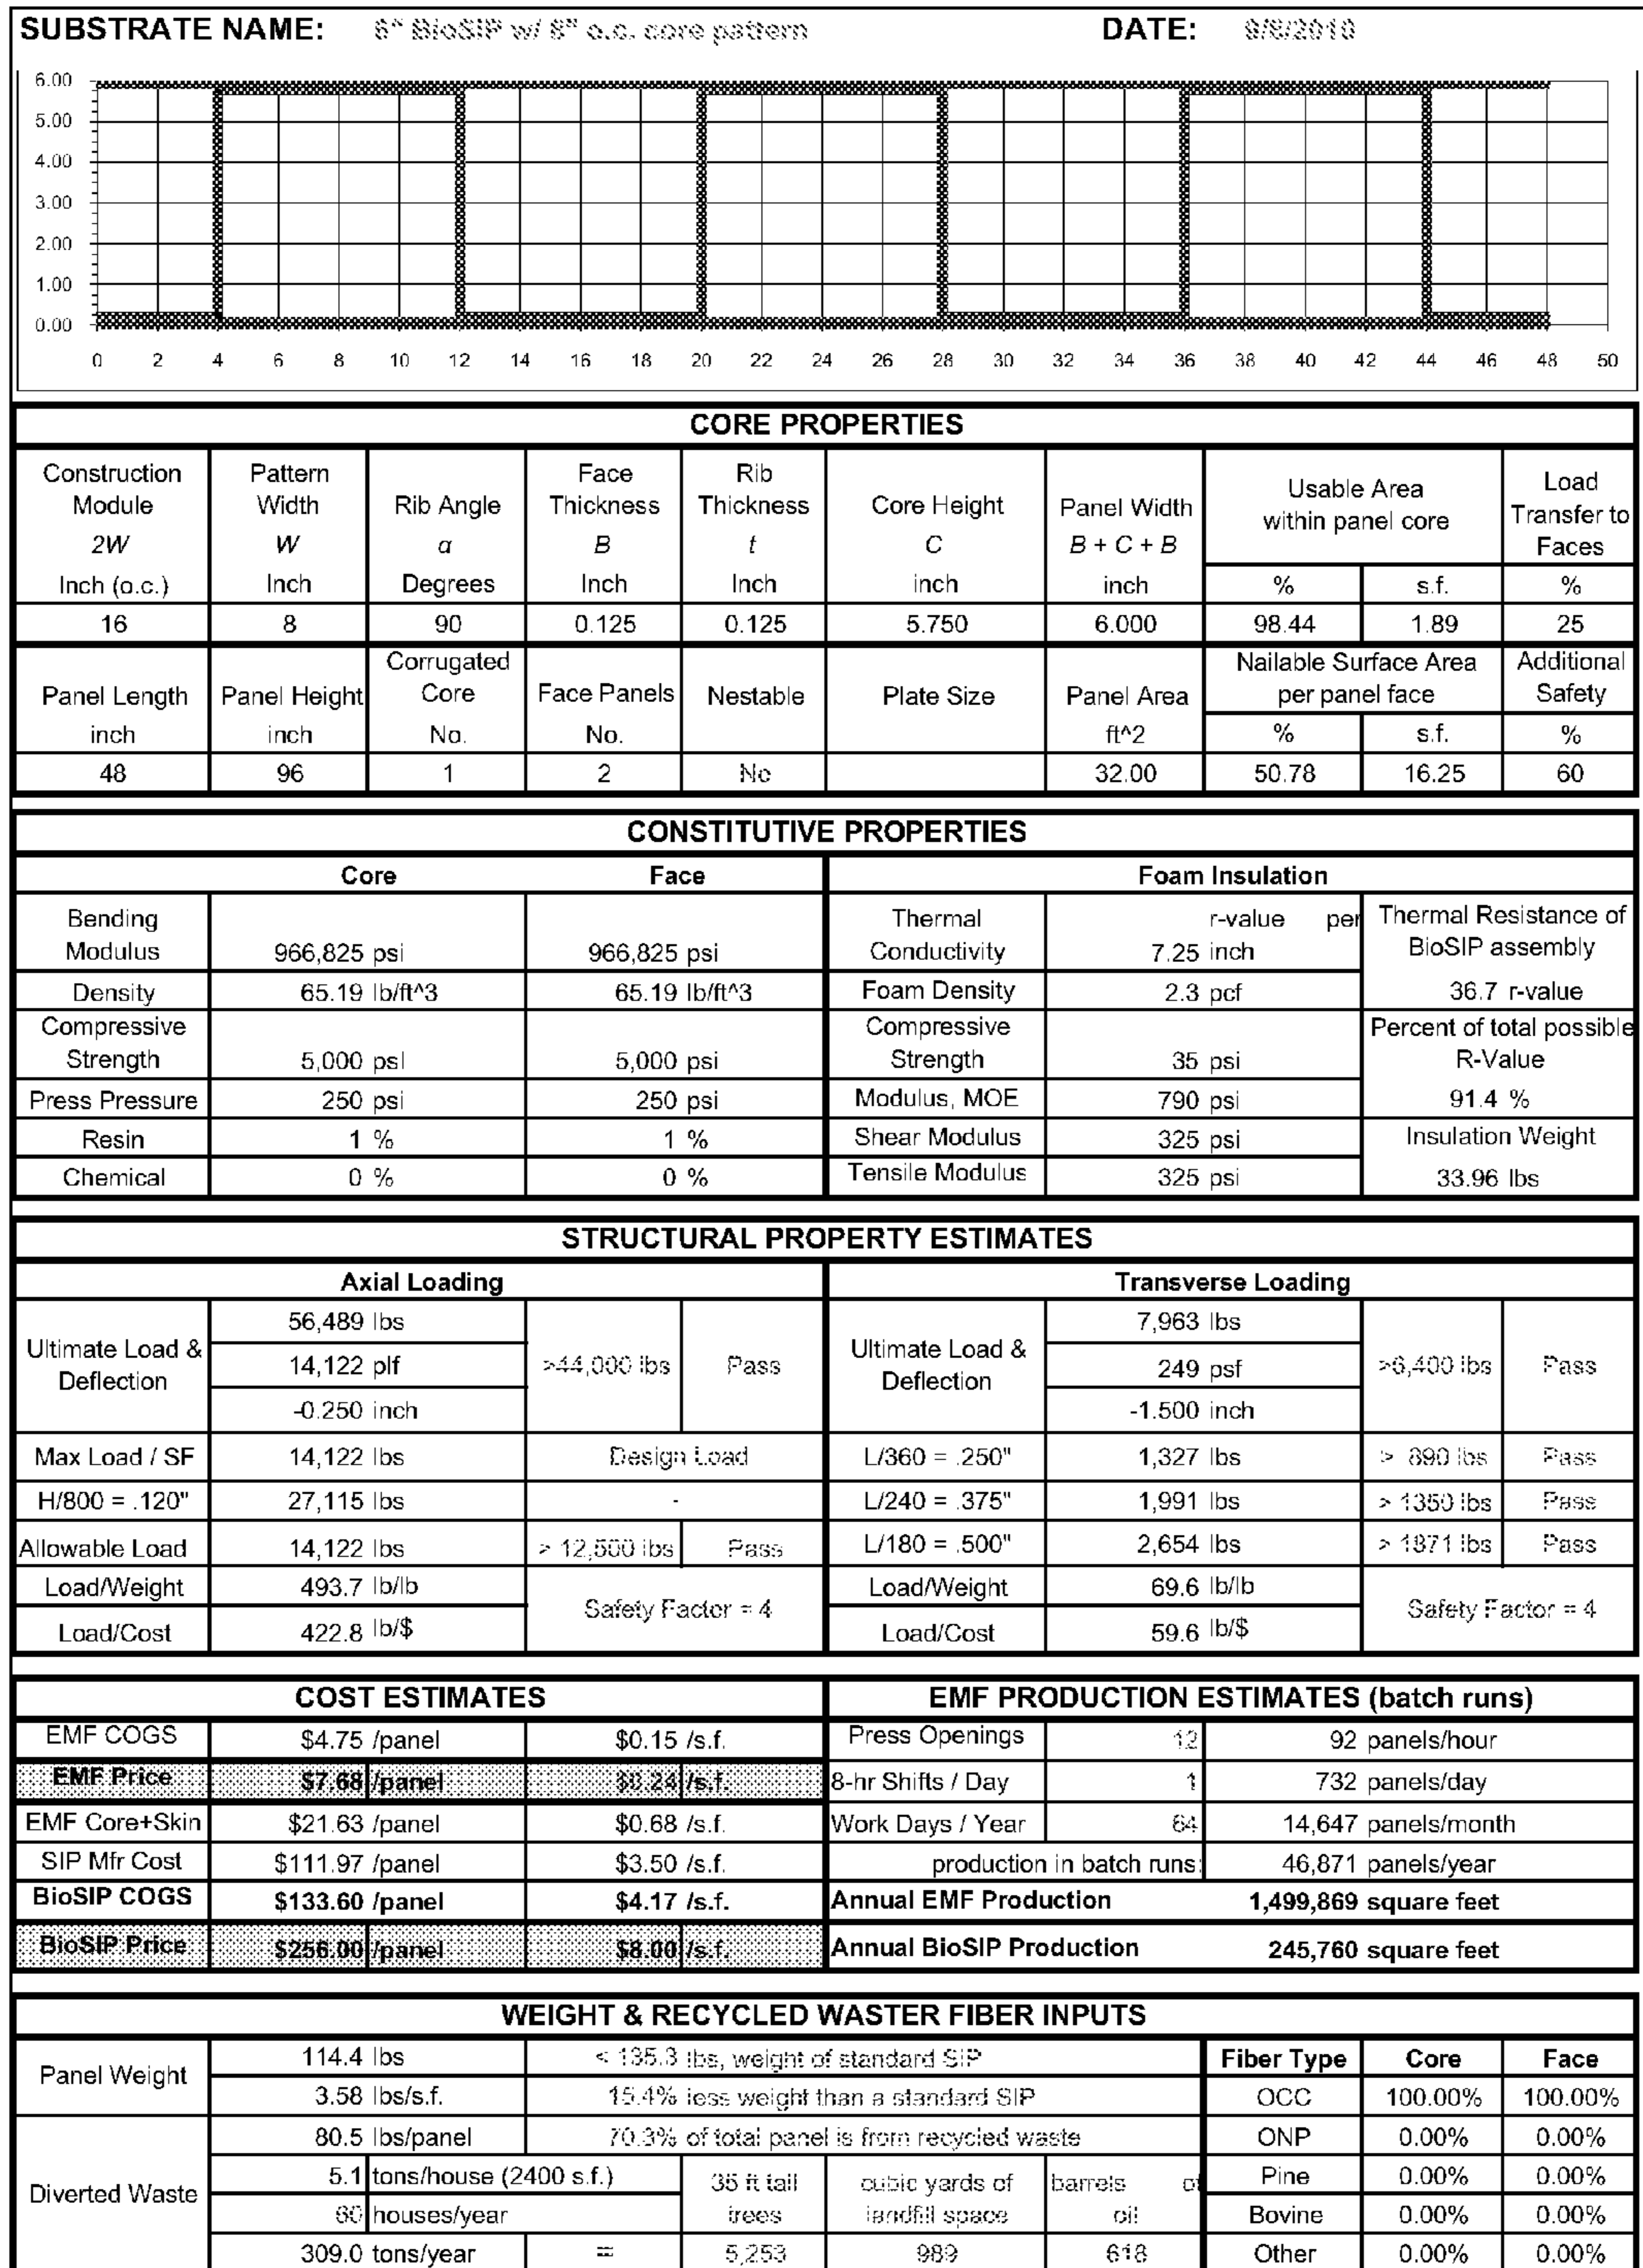 SUBSTRATE NAME: 6" BioSIP w/ 8" o.c. core pattern DATE: 9/8/2010
6.00
5.00
4.00
3.00
2.00
1.00
0.00
0 2 4 6 8 10 12 14 16 18 20 22 24 26 28 30 32 34 36 38 40 42 44 46 48 50
CORE PROPERTIES
Construction Module 2W Inch (o.c.)
Pattern Width W Inch
Rib Angle α Degrees
Face Thickness B Inch
Rib Thickness t Inch
Core Height C inch
Panel Width B + C + B inch
Usable Area within panel core % s.f.
Load Transfer to Faces %
16 8 90 0.125 0.125 5.750 6.000 98.44 1.89 25
Panel Length inch
Panel Height inch
Corrugated Core No.
Face Panels No.
Nestable
Plate Size
Panel Area ft^2
Nailable Surface Area per panel face % s.f.
Additional Safety %
48 96 1 2 No 32.00 50.78 16.25 60
CONSTITUTIVE PROPERTIES
Core Face Foam Insulation
Bending Modulus 966,825 psi 966,825 psi
Thermal Conductivity 7.25 r-value per inch
Thermal Resistance of BioSIP assembly
Density 65.19 lb/ft^3 65.19 lb/ft^3 Foam Density 2.3 pcf 36.7 r-value
Compressive Strength 5,000 psI 5,000 psi Compressive Strength 35 psi Percent of total possible R-Value
Press Pressure 250 psi 250 psi Modulus, MOE 790 psi 91.4 %
Resin 1 % 1 % Shear Modulus 325 psi Insulation Weight
Chemical 0 % 0 % Tensile Modulus 325 psi 33.96 lbs
STRUCTURAL PROPERTY ESTIMATES
Axial Loading Transverse Loading
Ultimate Load & Deflection
56,489 lbs
14,122 plf >44,000 lbs Pass
-0.250 inch
Ultimate Load & Deflection
7,963 lbs
249 psf >6,400 lbs Pass
-1.500 inch
Max Load / SF 14,122 lbs Design Load L/360 = .250" 1,327 lbs > 890 lbs Pass
H/800 = .120" 27,115 lbs - L/240 = .375" 1,991 lbs > 1350 lbs Pass
Allowable Load 14,122 lbs > 12,500 lbs Pass L/180 = .500" 2,654 lbs > 1871 lbs Pass
Load/Weight 493.7 lb/lb Safety Factor = 4 Load/Weight 69.6 lb/lb Safety Factor = 4
Load/Cost 422.8 lb/$ Load/Cost 59.6 lb/$
COST ESTIMATES EMF PRODUCTION ESTIMATES (batch runs)
EMF COGS $4.75 /panel $0.15 /s.f. Press Openings 12 92 panels/hour
EMF Price $7.68 /panel $0.24 /s.f. 8-hr Shifts / Day 1 732 panels/day
EMF Core+Skin $21.63 /panel $0.68 /s.f. Work Days / Year 64 14,647 panels/month
SIP Mfr Cost $111.97 /panel $3.50 /s.f. production in batch runs: 46,871 panels/year
BioSIP COGS $133.60 /panel $4.17 /s.f. Annual EMF Production 1,499,869 square feet
BioSIP Price $256.00 /panel $8.00 /s.f. Annual BioSIP Production 245,760 square feet
WEIGHT & RECYCLED WASTER FIBER INPUTS
Panel Weight 114.4 lbs < 135.3 lbs, weight of standard SIP Fiber Type Core Face
3.58 lbs/s.f. 15.4% less weight than a standard SIP OCC 100.00% 100.00%
Diverted Waste 80.5 lbs/panel 70.3% of total panel is from recycled waste ONP 0.00% 0.00%
5.1 tons/house (2400 s.f.) 35 ft tall trees cubic yards of landfill space barrels of oil Pine 0.00% 0.00%
60 houses/year Bovine 0.00% 0.00%
309.0 tons/year = 5,253 989 618 Other 0.00% 0.00%